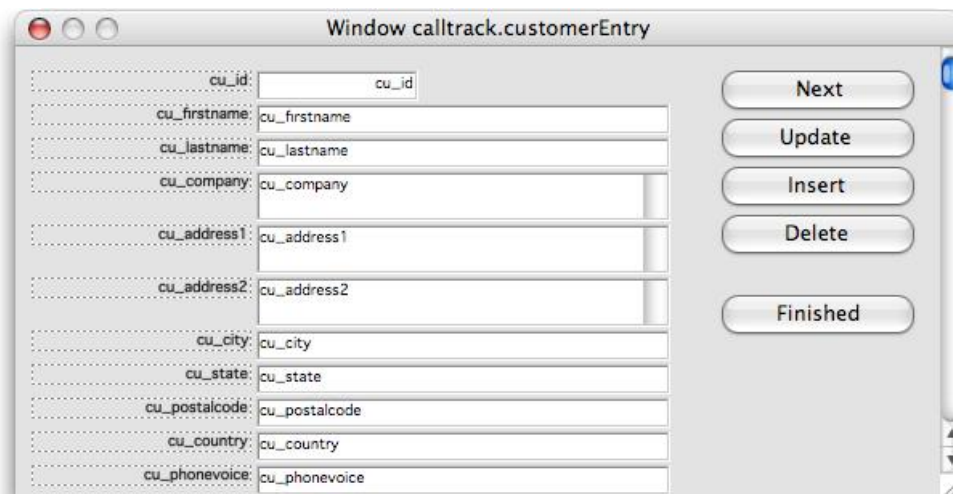 Window calltrack.customerEntry
cu_id: cu_id
cu_firstname: cu_firstname
cu_lastname: cu_lastname
cu_company: cu_company
cu_address1: cu_address1
cu_address2: cu_address2
cu_city: cu_city
cu_state: cu_state
cu_postalcode: cu_postalcode
cu_country: cu_country
cu_phonevoice: cu_phonevoice
Next
Update
Insert
Delete
Finished